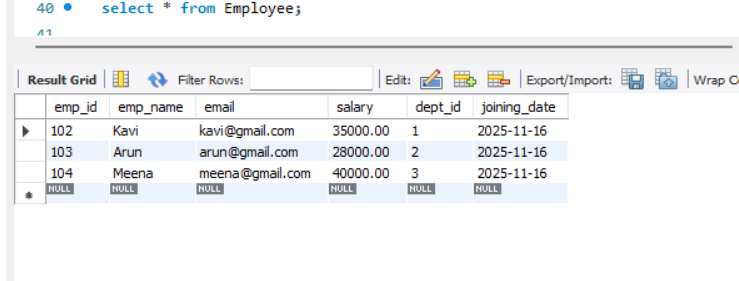 40 select * from Employee;
41
Result Grid Filter Rows: Edit: Export/Import: Wrap C
emp_id emp_name email salary dept_id joining_date
102 Kavi kavi@gmail.com 35000.00 1 2025-11-16
103 Arun arun@gmail.com 28000.00 2 2025-11-16
104 Meena meena@gmail.com 40000.00 3 2025-11-16
NULL NULL NULL NULL NULL NULL